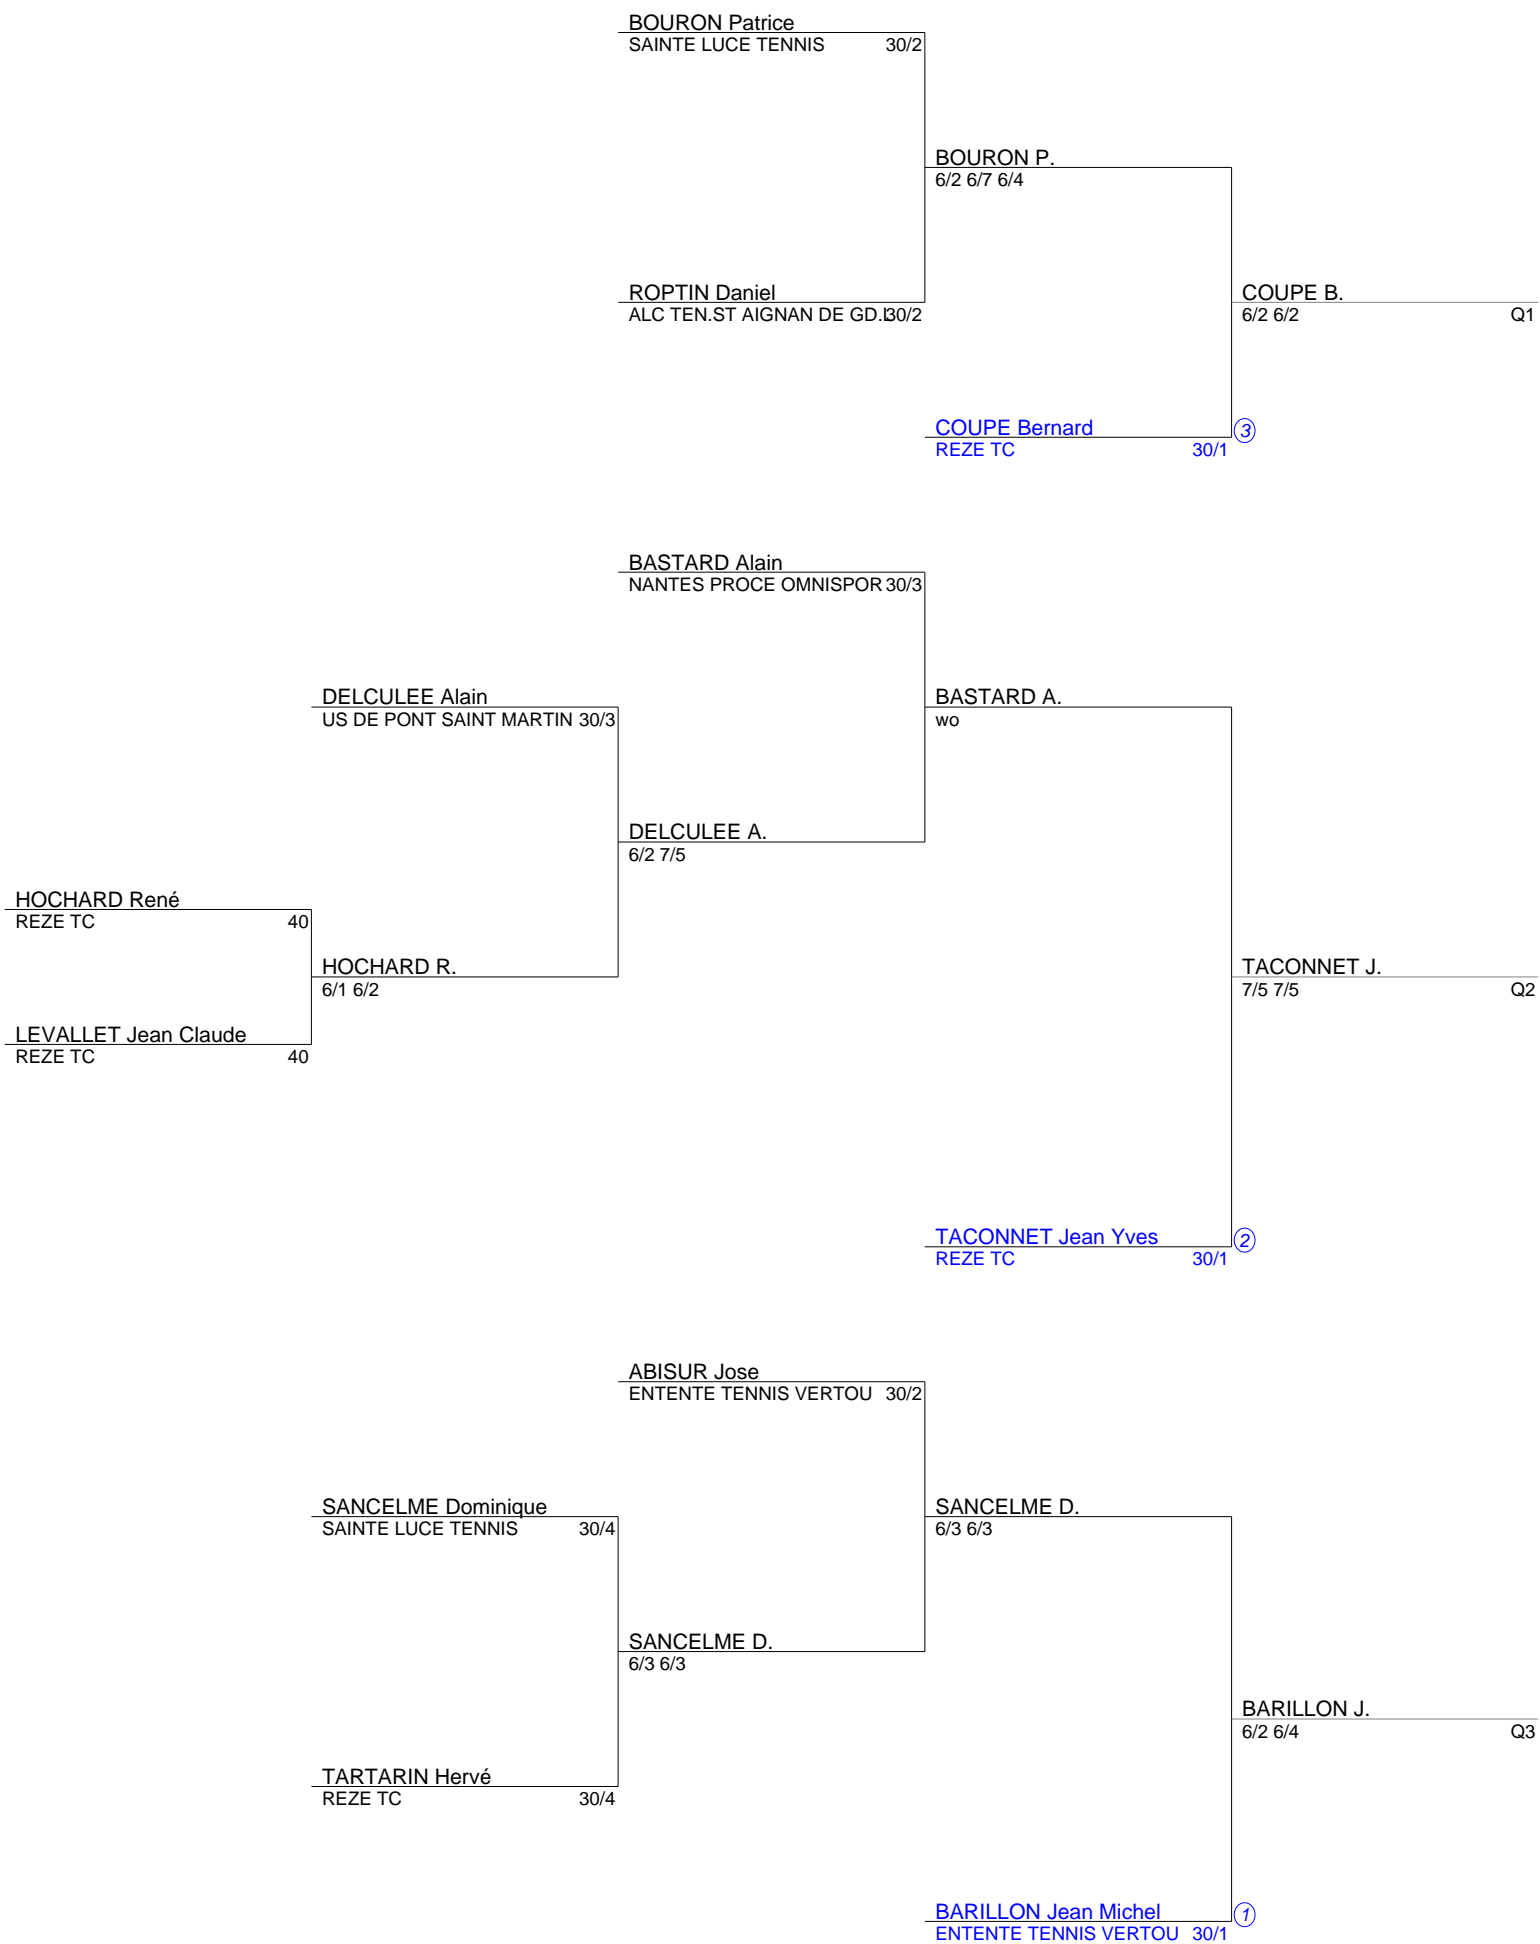 BOURON Patrice
SAINTE LUCE TENNIS 30/2
BOURON P.
6/2 6/7 6/4
ROPTIN Daniel
ALC TEN.ST AIGNAN DE GD.L 30/2
COUPE B.
6/2 6/2 Q1
COUPE Bernard 3
REZE TC 30/1
BASTARD Alain
NANTES PROCE OMNISPOR 30/3
DELCULEE Alain
US DE PONT SAINT MARTIN 30/3
BASTARD A.
wo
DELCULEE A.
6/2 7/5
HOCHARD René
REZE TC 40
HOCHARD R.
6/1 6/2
TACONNET J.
7/5 7/5 Q2
LEVALLET Jean Claude
REZE TC 40
TACONNET Jean Yves 2
REZE TC 30/1
ABISUR Jose
ENTENTE TENNIS VERTOU 30/2
SANCELME Dominique
SAINTE LUCE TENNIS 30/4
SANCELME D.
6/3 6/3
SANCELME D.
6/3 6/3
BARILLON J.
6/2 6/4 Q3
TARTARIN Hervé
REZE TC 30/4
BARILLON Jean Michel 1
ENTENTE TENNIS VERTOU 30/1